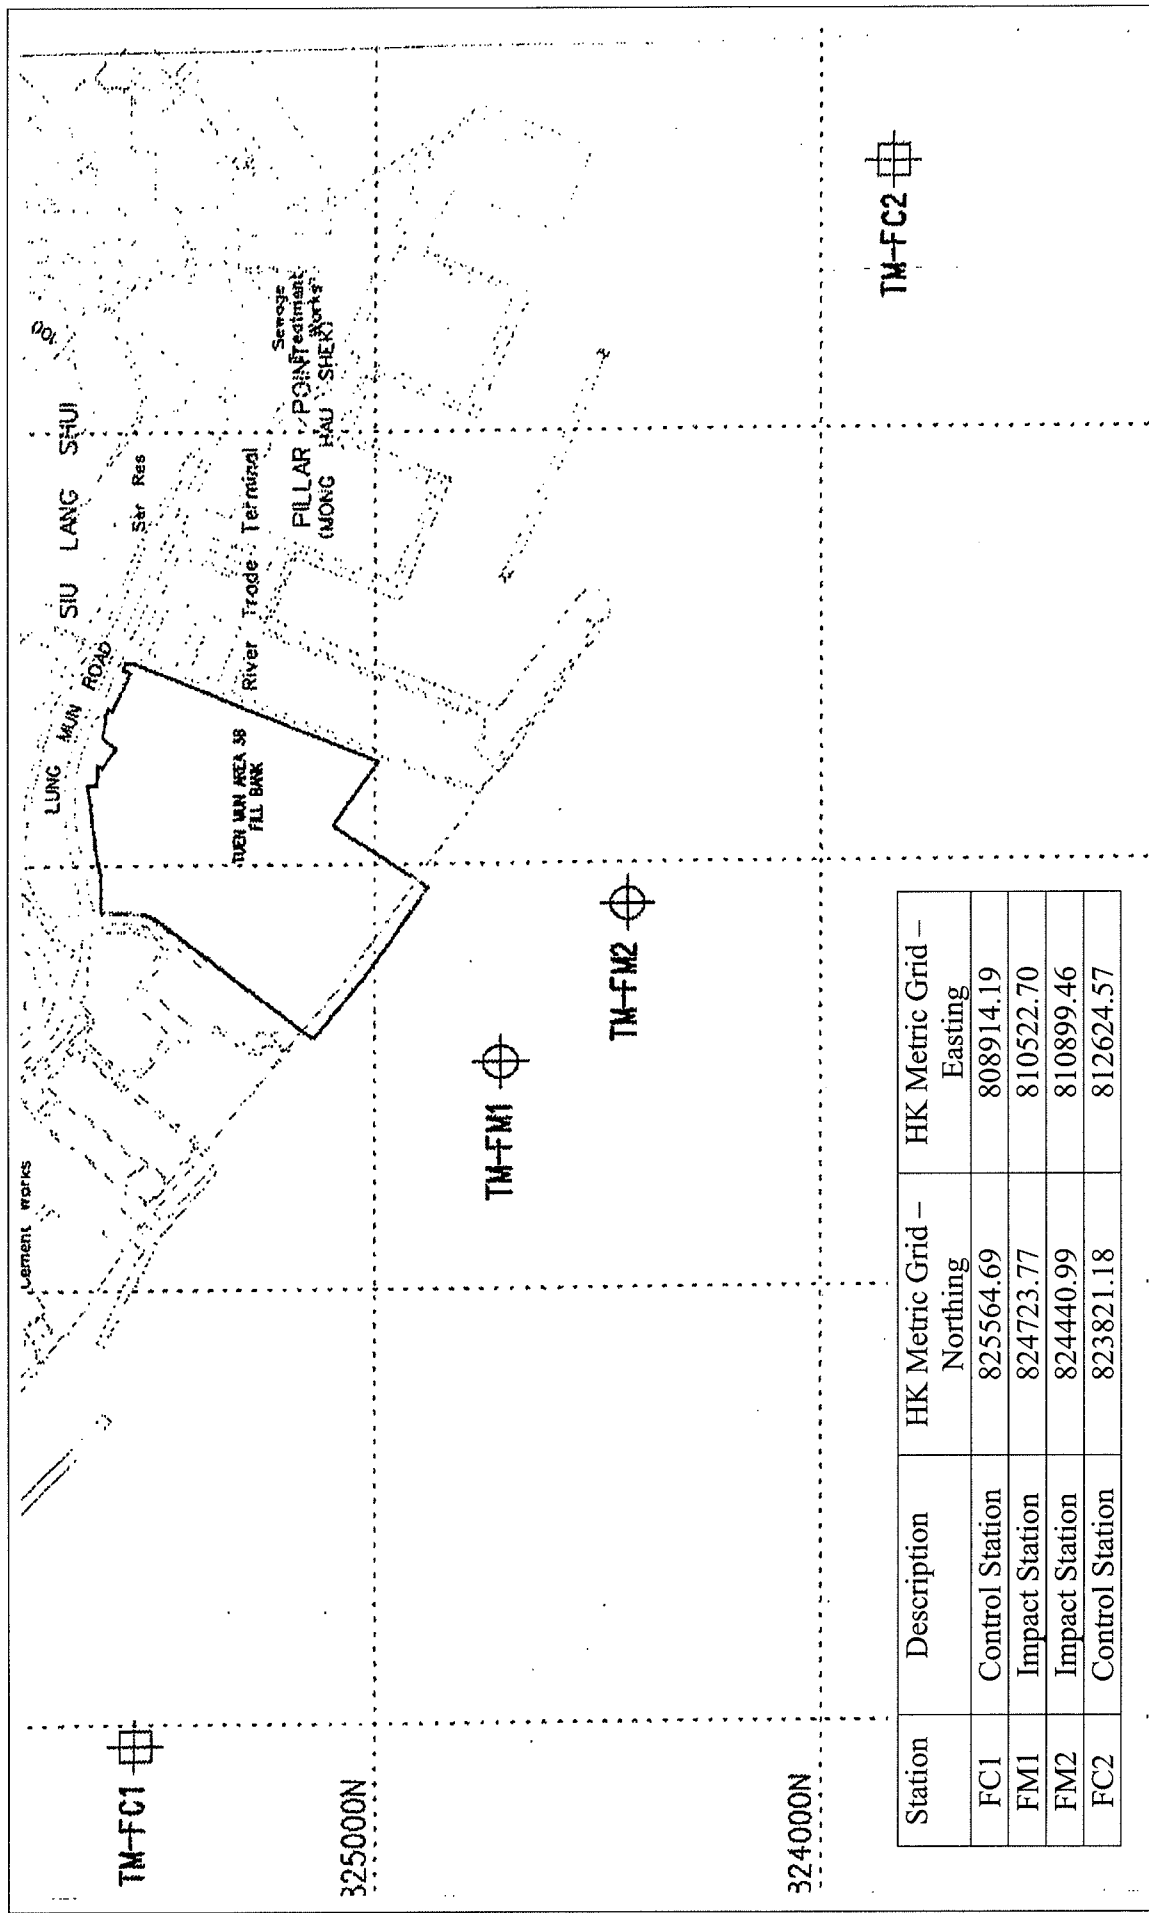 Cement works
LUNG MUN ROAD
SIU LANG SHUI
100
Ser Res
TUEN MUN AREA 38
FILL BANK
River Trade Terminal
PILLAR POINT
(MONG HAU SHEK)
Sewage
Treatment
Works
TM-FC1
825000N
TM-FM1
TM-FM2
824000N
TM-FC2
Station Description HK Metric Grid – Northing HK Metric Grid – Easting
FC1 Control Station 825564.69 808914.19
FM1 Impact Station 824723.77 810522.70
FM2 Impact Station 824440.99 810899.46
FC2 Control Station 823821.18 812624.57